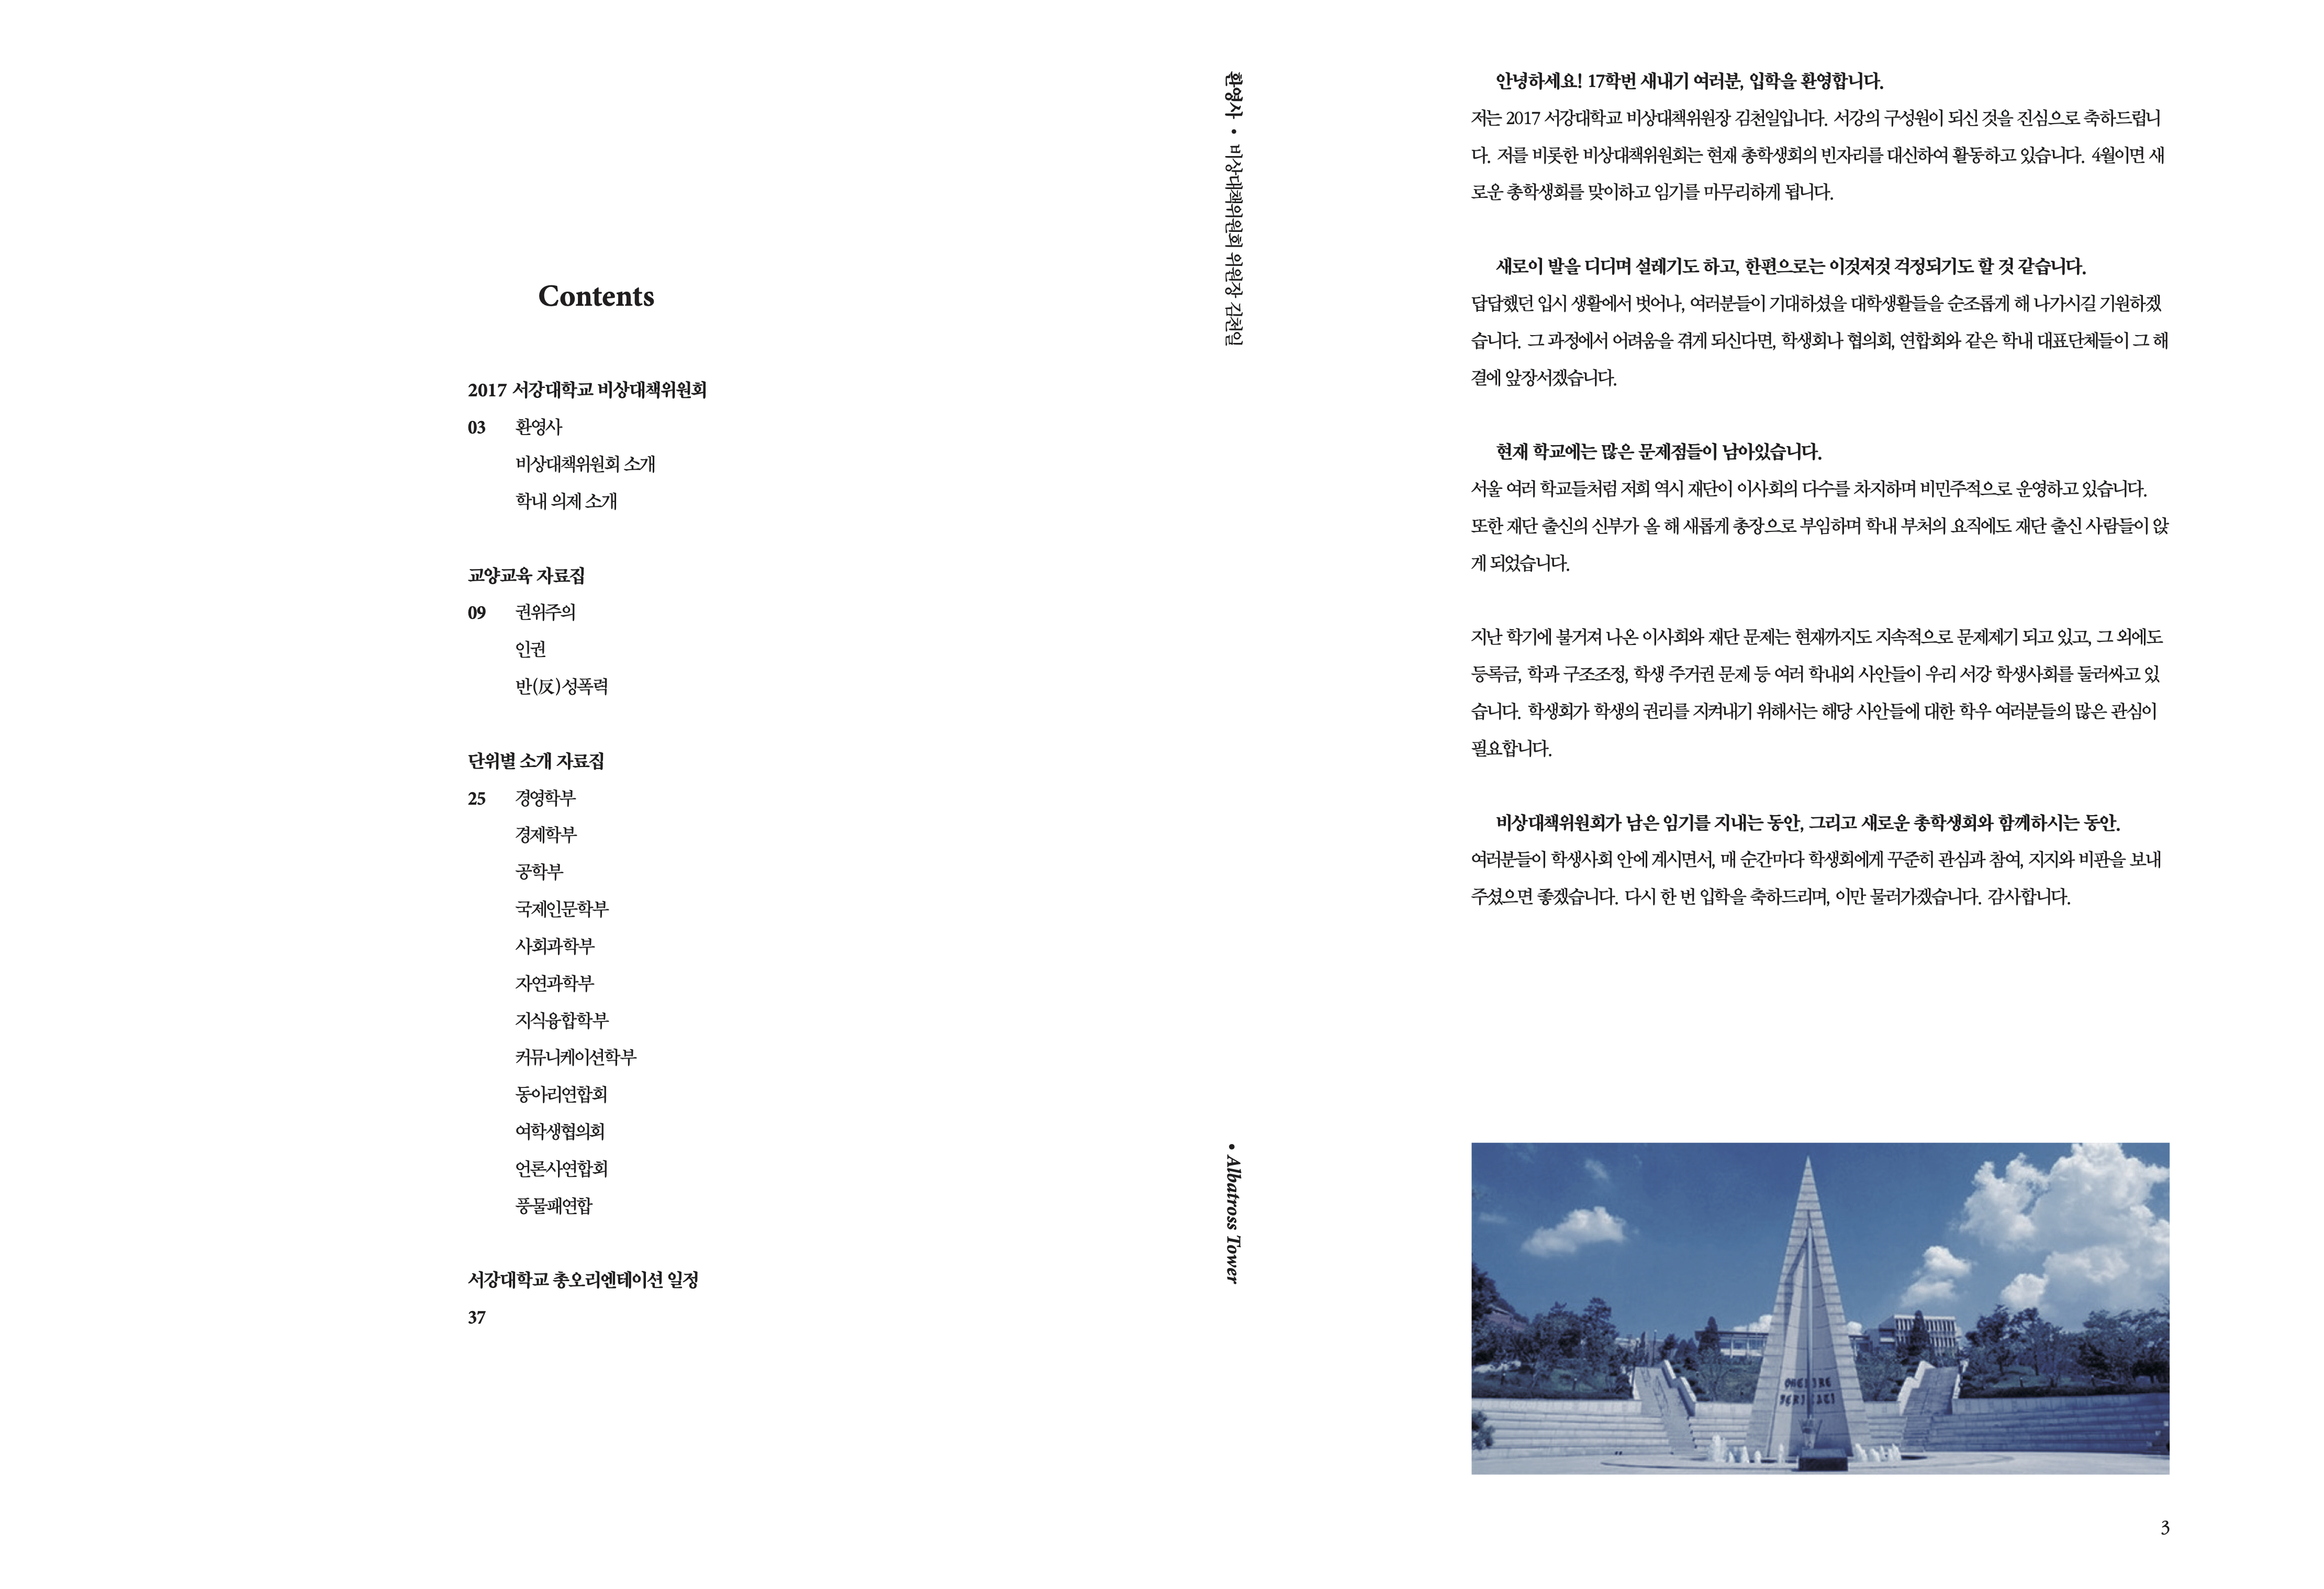 Contents
2017 서강대학교 비상대책위원회
03 환영사
비상대책위원회 소개
학내 의제 소개
교양교육 자료집
09 권위주의
인권
반(反)성폭력
단위별 소개 자료집
25 경영학부
경제학부
공학부
국제인문학부
사회과학부
자연과학부
지식융합학부
커뮤니케이션학부
동아리연합회
여학생협의회
언론사연합회
풍물패연합
서강대학교 총오리엔테이션 일정
37
환영사 • 비상대책위원회 위원장 김천일
안녕하세요! 17학번 새내기 여러분, 입학을 환영합니다.
저는 2017 서강대학교 비상대책위원장 김천일입니다. 서강의 구성원이 되신 것을 진심으로 축하드립니
다. 저를 비롯한 비상대책위원회는 현재 총학생회의 빈자리를 대신하여 활동하고 있습니다. 4월이면 새
로운 총학생회를 맞이하고 임기를 마무리하게 됩니다.
새로이 발을 디디며 설레기도 하고, 한편으로는 이것저것 걱정되기도 할 것 같습니다.
답답했던 입시 생활에서 벗어나, 여러분들이 기대하셨을 대학생활들을 순조롭게 해 나가시길 기원하겠
습니다. 그 과정에서 어려움을 겪게 되신다면, 학생회나 협의회, 연합회와 같은 학내 대표단체들이 그 해
결에 앞장서겠습니다.
현재 학교에는 많은 문제점들이 남아있습니다.
서울 여러 학교들처럼 저희 역시 재단이 이사회의 다수를 차지하며 비민주적으로 운영하고 있습니다.
또한 재단 출신의 신부가 올 해 새롭게 총장으로 부임하며 학내 부처의 요직에도 재단 출신 사람들이 앉
게 되었습니다.
지난 학기에 불거져 나온 이사회와 재단 문제는 현재까지도 지속적으로 문제제기 되고 있고, 그 외에도
등록금, 학과 구조조정, 학생 주거권 문제 등 여러 학내외 사안들이 우리 서강 학생사회를 둘러싸고 있
습니다. 학생회가 학생의 권리를 지켜내기 위해서는 해당 사안들에 대한 학우 여러분들의 많은 관심이
필요합니다.
비상대책위원회가 남은 임기를 지내는 동안, 그리고 새로운 총학생회와 함께하시는 동안.
여러분들이 학생사회 안에 계시면서, 매 순간마다 학생회에게 꾸준히 관심과 참여, 지지와 비판을 보내
주셨으면 좋겠습니다. 다시 한 번 입학을 축하드리며, 이만 물러가겠습니다. 감사합니다.
• Albatross Tower
3